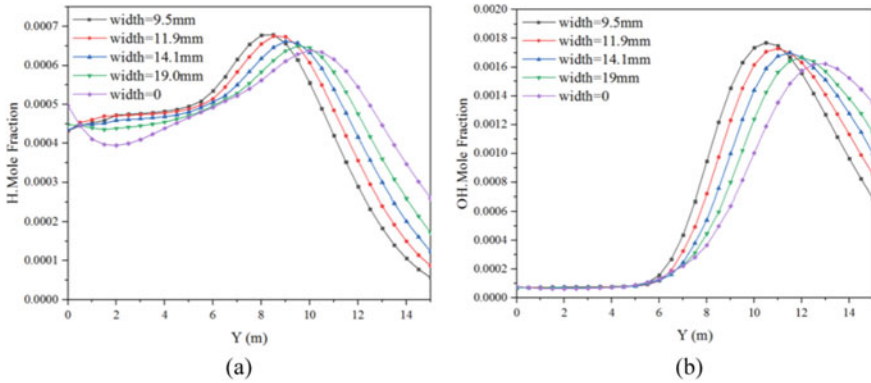 width=9.5mm
width=11.9mm
width=14.1mm
width=19.0mm
width=0
H.Mole Fraction
0.0007
0.0006
0.0005
0.0004
0.0003
0.0002
0.0001
0.0000
0 2 4 6 8 10 12 14
Y (m)
(a)
width=9.5mm
width=11.9mm
width=14.1mm
width=19mm
width=0
OH.Mole Fraction
0.0020
0.0018
0.0016
0.0014
0.0012
0.0010
0.0008
0.0006
0.0004
0.0002
0.0000
0 2 4 6 8 10 12 14
Y (m)
(b)